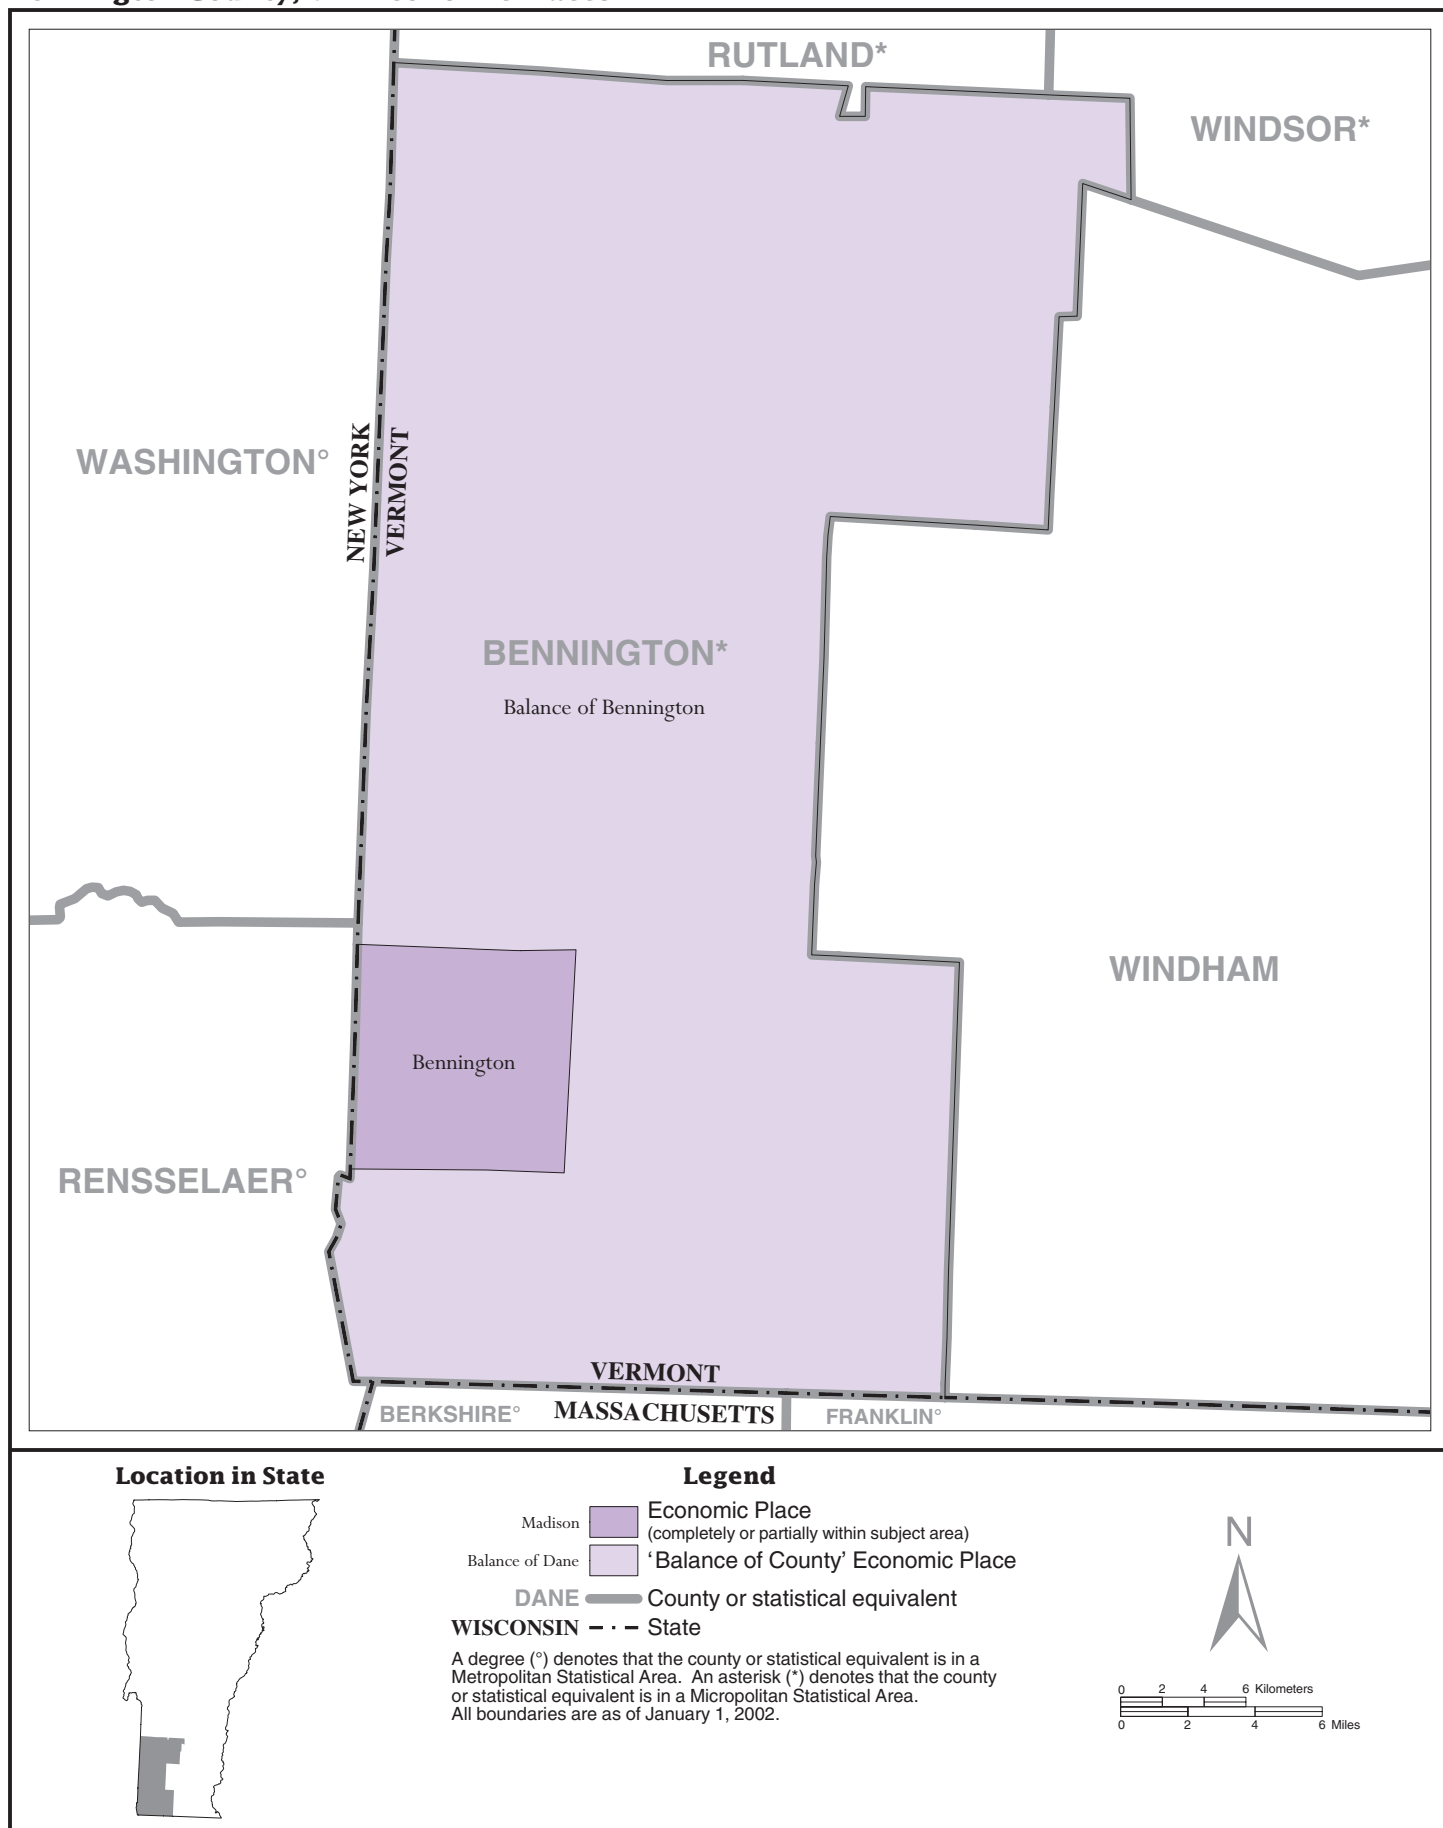 RUTLAND*
WINDSOR*
WASHINGTON°
NEW YORK
VERMONT
BENNINGTON*
Balance of Bennington
WINDHAM
Bennington
RENSSELAER°
VERMONT
BERKSHIRE°
MASSACHUSETTS
FRANKLIN°
Location in State
Legend
Madison
Economic Place
(completely or partially within subject area)
Balance of Dane
‘Balance of County’ Economic Place
DANE
County or statistical equivalent
WISCONSIN
State
A degree (°) denotes that the county or statistical equivalent is in a
Metropolitan Statistical Area. An asterisk (*) denotes that the county
or statistical equivalent is in a Micropolitan Statistical Area.
All boundaries are as of January 1, 2002.
N
0 2 4 6 Kilometers
0 2 4 6 Miles